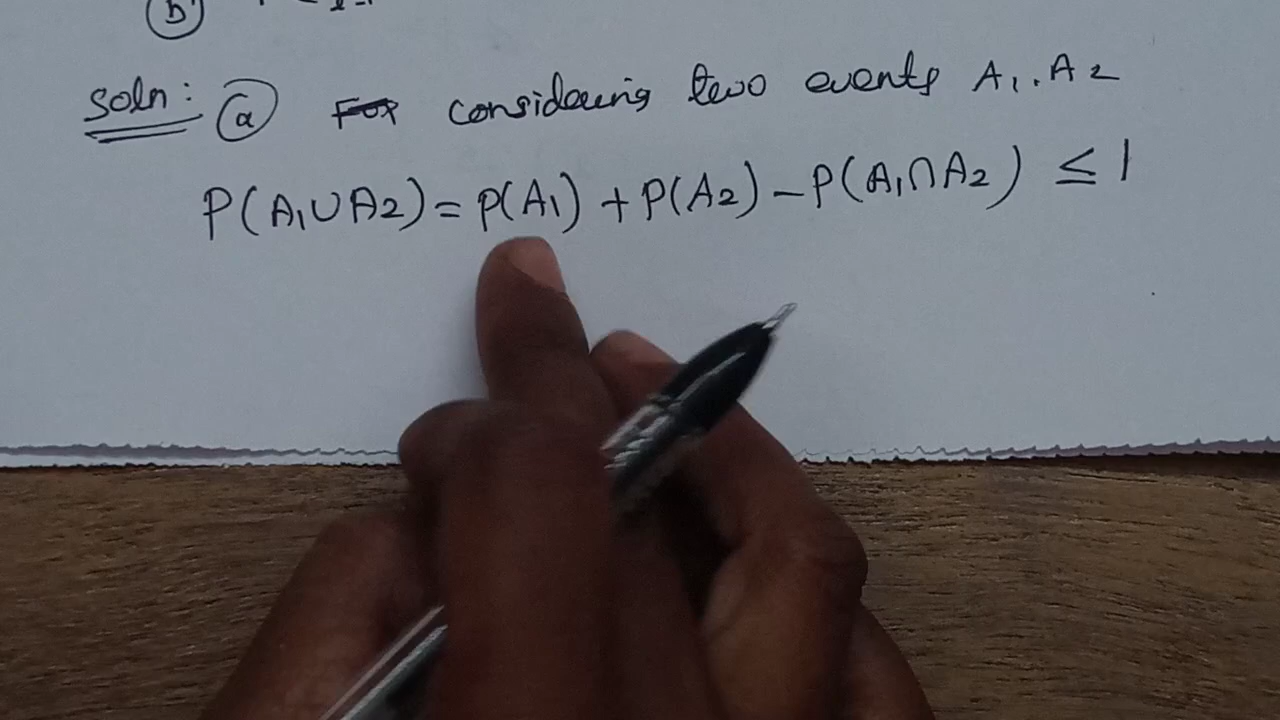 b
Soln: a For considering two events A1, A2
P(A1∪A2) = P(A1) + P(A2) - P(A1∩A2) ≤ 1